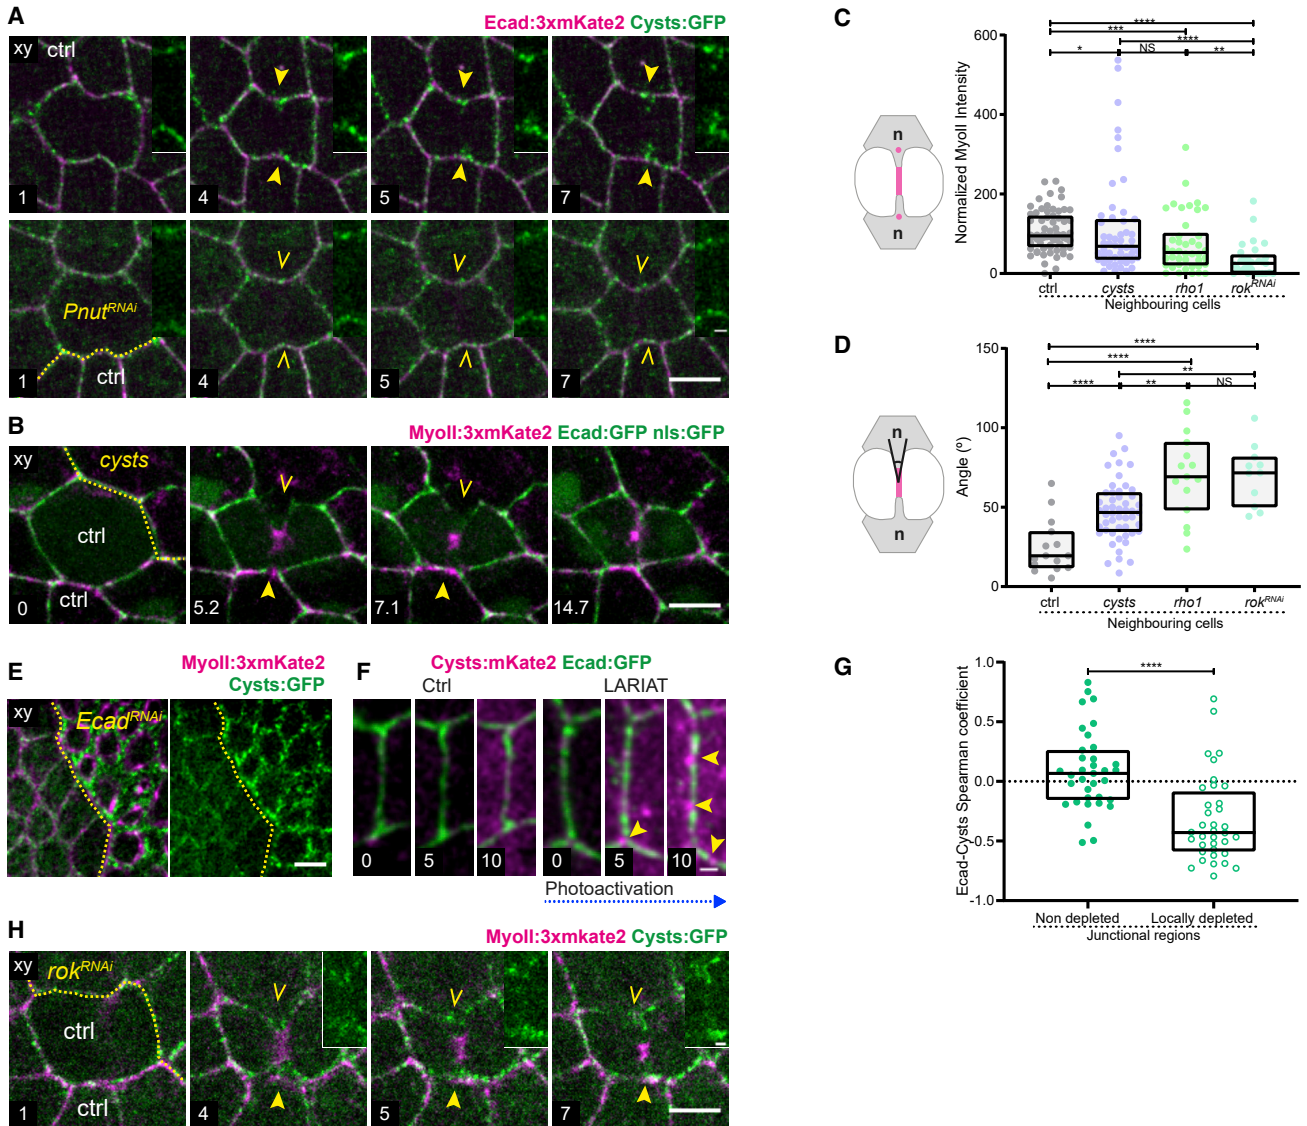 A
Ecad:3xmKate2 Cysts:GFP
xy
ctrl
1
4
5
7
Pnut^RNAi
ctrl
1
4
5
7
B
MyoII:3xmKate2 Ecad:GFP nls:GFP
xy
cysts
ctrl
ctrl
0
5.2
7.1
14.7
C
n
n
Normalized MyoII Intensity
600
400
200
0
****
***
****
*
NS
**
ctrl
cysts
rho1
rok^RNAi
Neighbouring cells
D
n
n
Angle (º)
150
100
50
0
****
****
**
****
**
NS
ctrl
cysts
rho1
rok^RNAi
Neighbouring cells
E
MyoII:3xmKate2
Cysts:GFP
xy
Ecad^RNAi
F
Cysts:mKate2 Ecad:GFP
Ctrl
LARIAT
0
5
10
0
5
10
Photoactivation
G
Ecad-Cysts Spearman coefficient
1.0
0.5
0.0
-0.5
-1.0
****
Non depleted
Locally depleted
Junctional regions
H
MyoII:3xmkate2 Cysts:GFP
xy
rok^RNAi
ctrl
ctrl
1
4
5
7